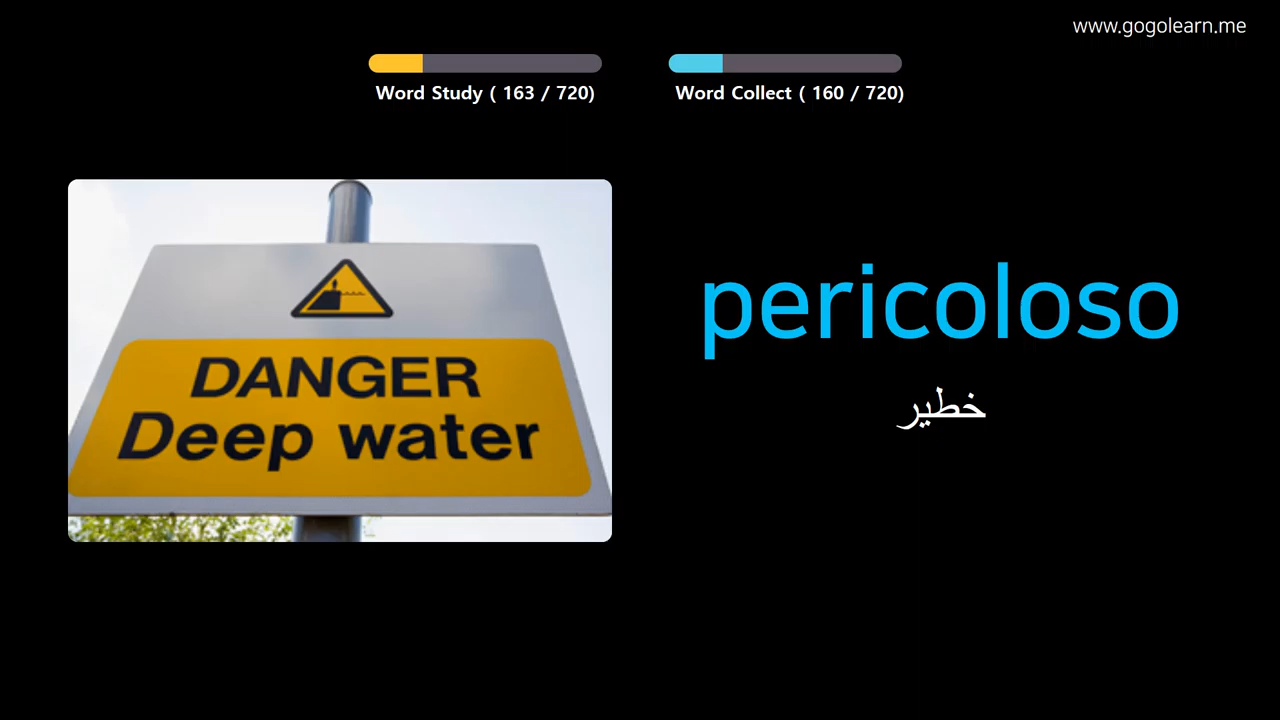 www.gogolearn.me
Word Study ( 163 / 720)
Word Collect ( 160 / 720)
DANGER
Deep water
pericoloso
خطير